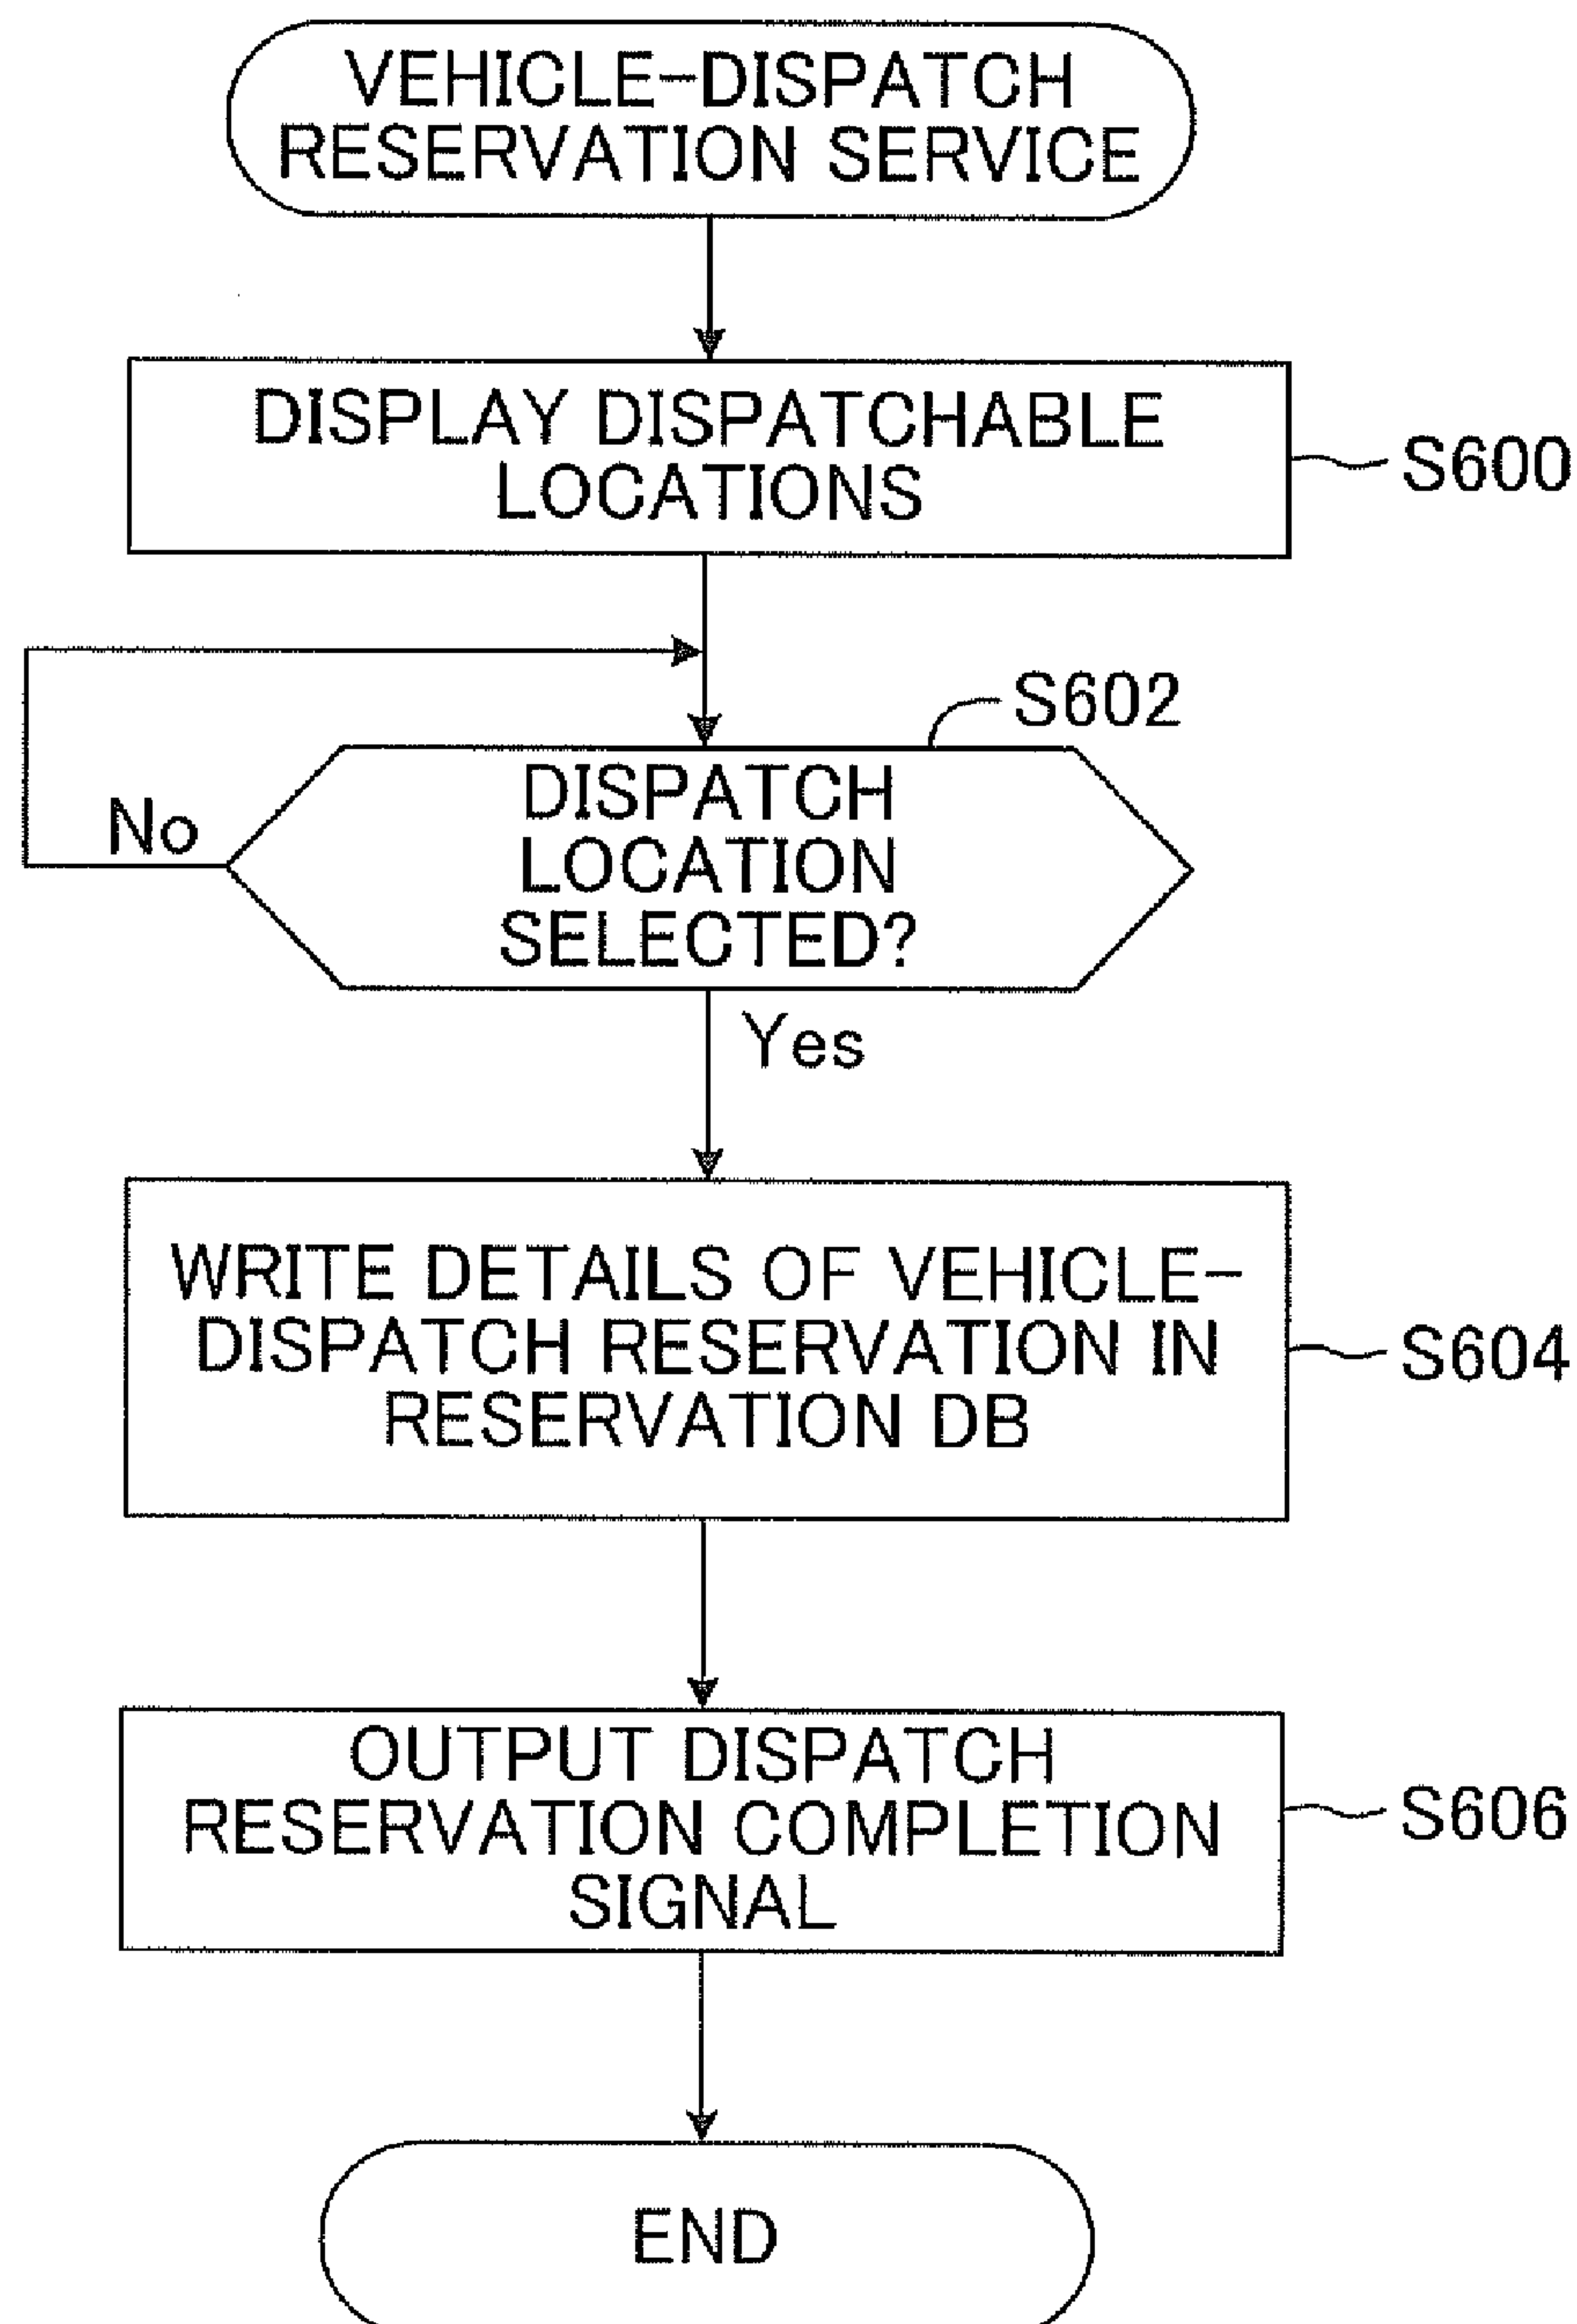 VEHICLE-DISPATCH
RESERVATION SERVICE
DISPLAY DISPATCHABLE
LOCATIONS
S600
S602
DISPATCH
LOCATION
SELECTED?
No
Yes
WRITE DETAILS OF VEHICLE-
DISPATCH RESERVATION IN
RESERVATION DB
S604
OUTPUT DISPATCH
RESERVATION COMPLETION
SIGNAL
S606
END